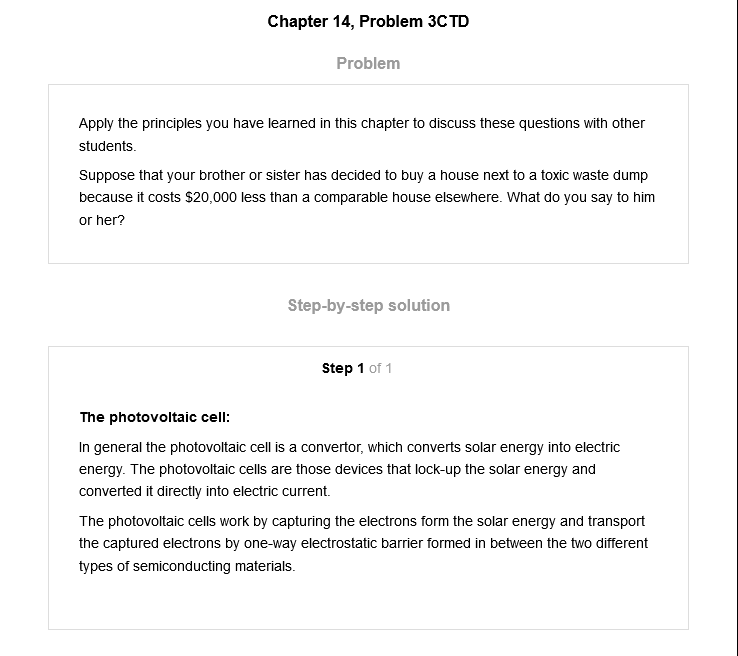 Chapter 14, Problem 3CTD
Problem
Apply the principles you have learned in this chapter to discuss these questions with other
students.
Suppose that your brother or sister has decided to buy a house next to a toxic waste dump
because it costs $20,000 less than a comparable house elsewhere. What do you say to him
or her?
Step-by-step solution
Step 1 of 1
The photovoltaic cell:
In general the photovoltaic cell is a convertor, which converts solar energy into electric
energy. The photovoltaic cells are those devices that lock-up the solar energy and
converted it directly into electric current.
The photovoltaic cells work by capturing the electrons form the solar energy and transport
the captured electrons by one-way electrostatic barrier formed in between the two different
types of semiconducting materials.